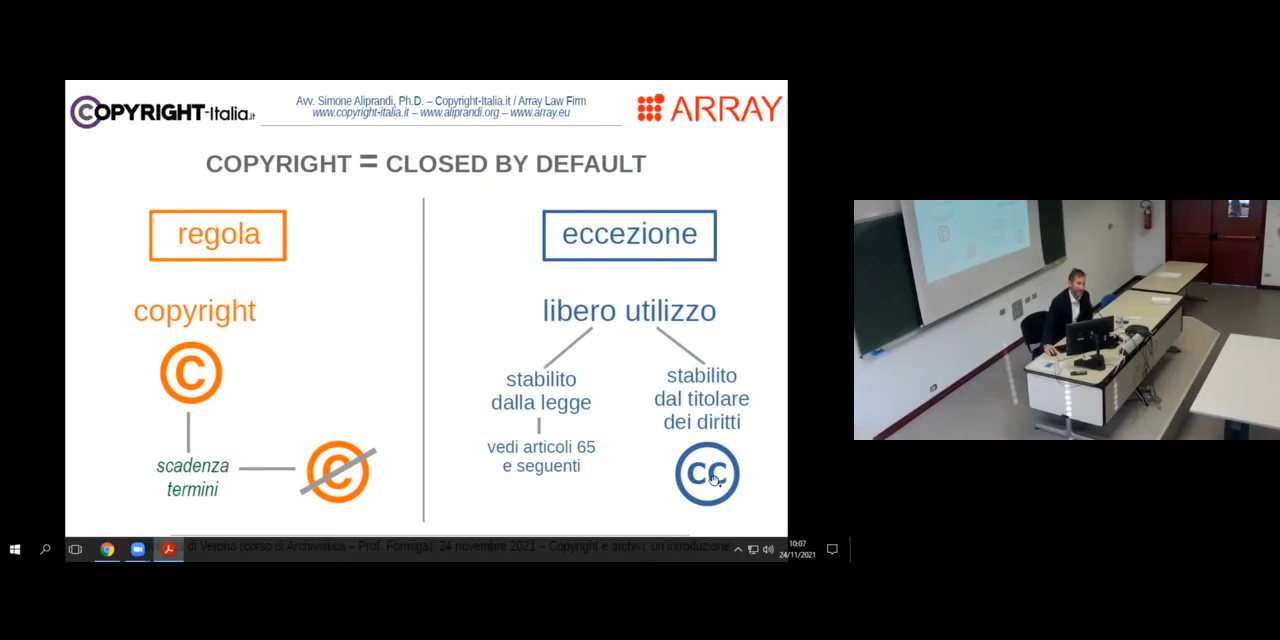 COPYRIGHT-Italia.it
Avv. Simone Aliprandi, Ph.D. – Copyright-Italia.it / Array Law Firm
www.copyright-italia.it – www.aliprandi.org – www.array.eu
ARRAY
COPYRIGHT = CLOSED BY DEFAULT
regola
copyright
C
scadenza
termini
C
eccezione
libero utilizzo
stabilito
dalla legge
vedi articoli 65
e seguenti
stabilito
dal titolare
dei diritti
CC
di Verona (corso di Archivistica – Prof. Formiga), 24 novembre 2021 – Copyright e archivi: un'introduzione
10:07
24/11/2021